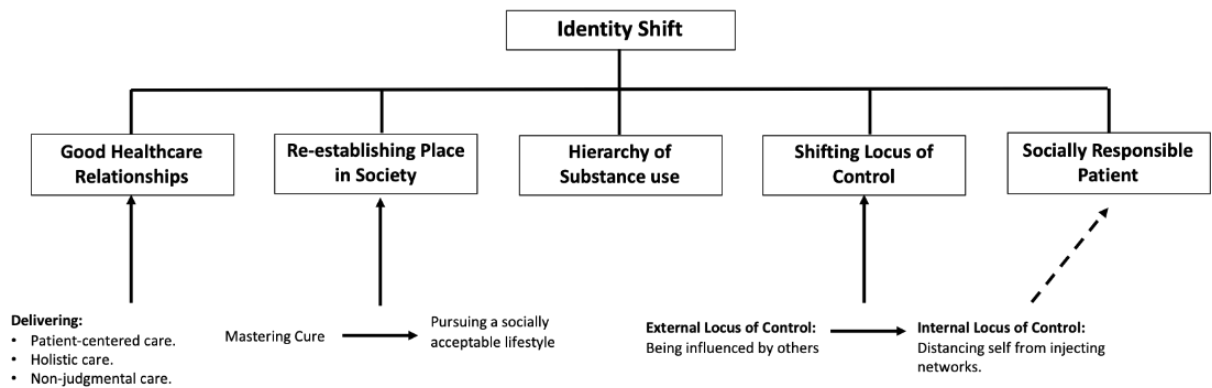 Identity Shift
Good Healthcare
Relationships
Re-establishing Place
in Society
Hierarchy of
Substance use
Shifting Locus of
Control
Socially Responsible
Patient
Delivering:
• Patient-centered care.
• Holistic care.
• Non-judgmental care.
Mastering Cure
Pursuing a socially
acceptable lifestyle
External Locus of Control:
Being influenced by others
Internal Locus of Control:
Distancing self from injecting
networks.